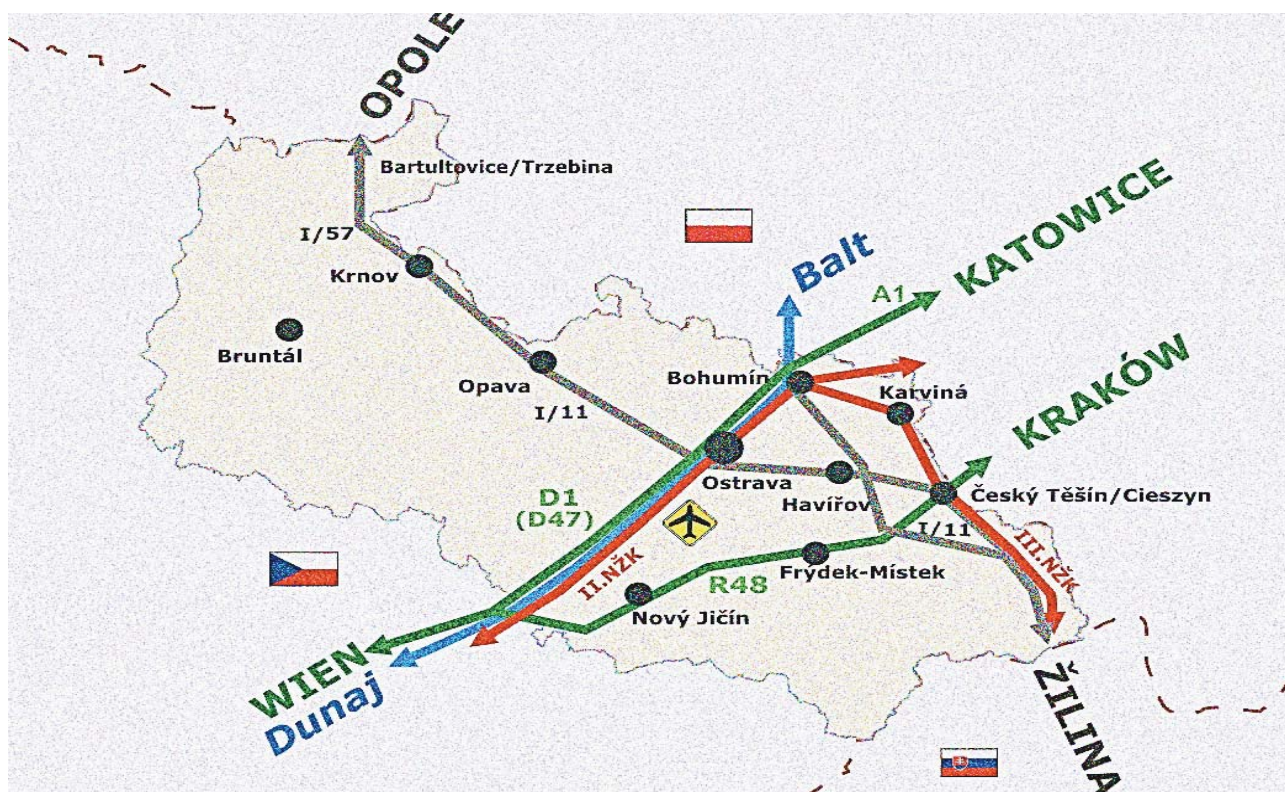 OPOLE
Bartultovice/Trzebina
I/57
Krnov
Bruntál
Opava
I/11
Balt
KATOWICE
A1
Bohumín
Karviná
KRAKÓW
Ostrava
Havířov
Český Těšín/Cieszyn
D1
(D47)
I/11
II.NŽK
III.NŽK
Frýdek-Místek
R48
Nový Jičín
WIEN
Dunaj
ŽILINA